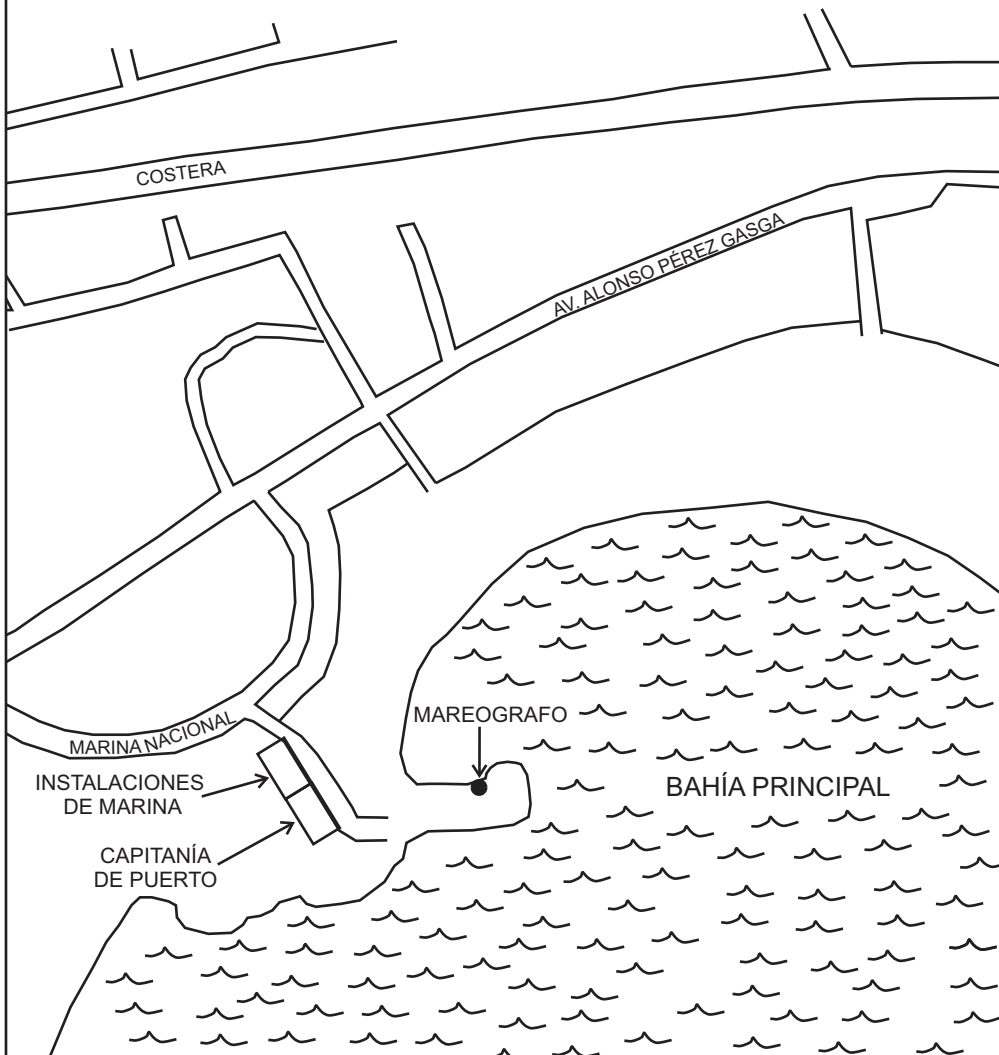 COSTERA
AV. ALONSO PÉREZ GASGA
MAREOGRAFO
MARINA NACIONAL
INSTALACIONES
DE MARINA
BAHÍA PRINCIPAL
CAPITANÍA
DE PUERTO